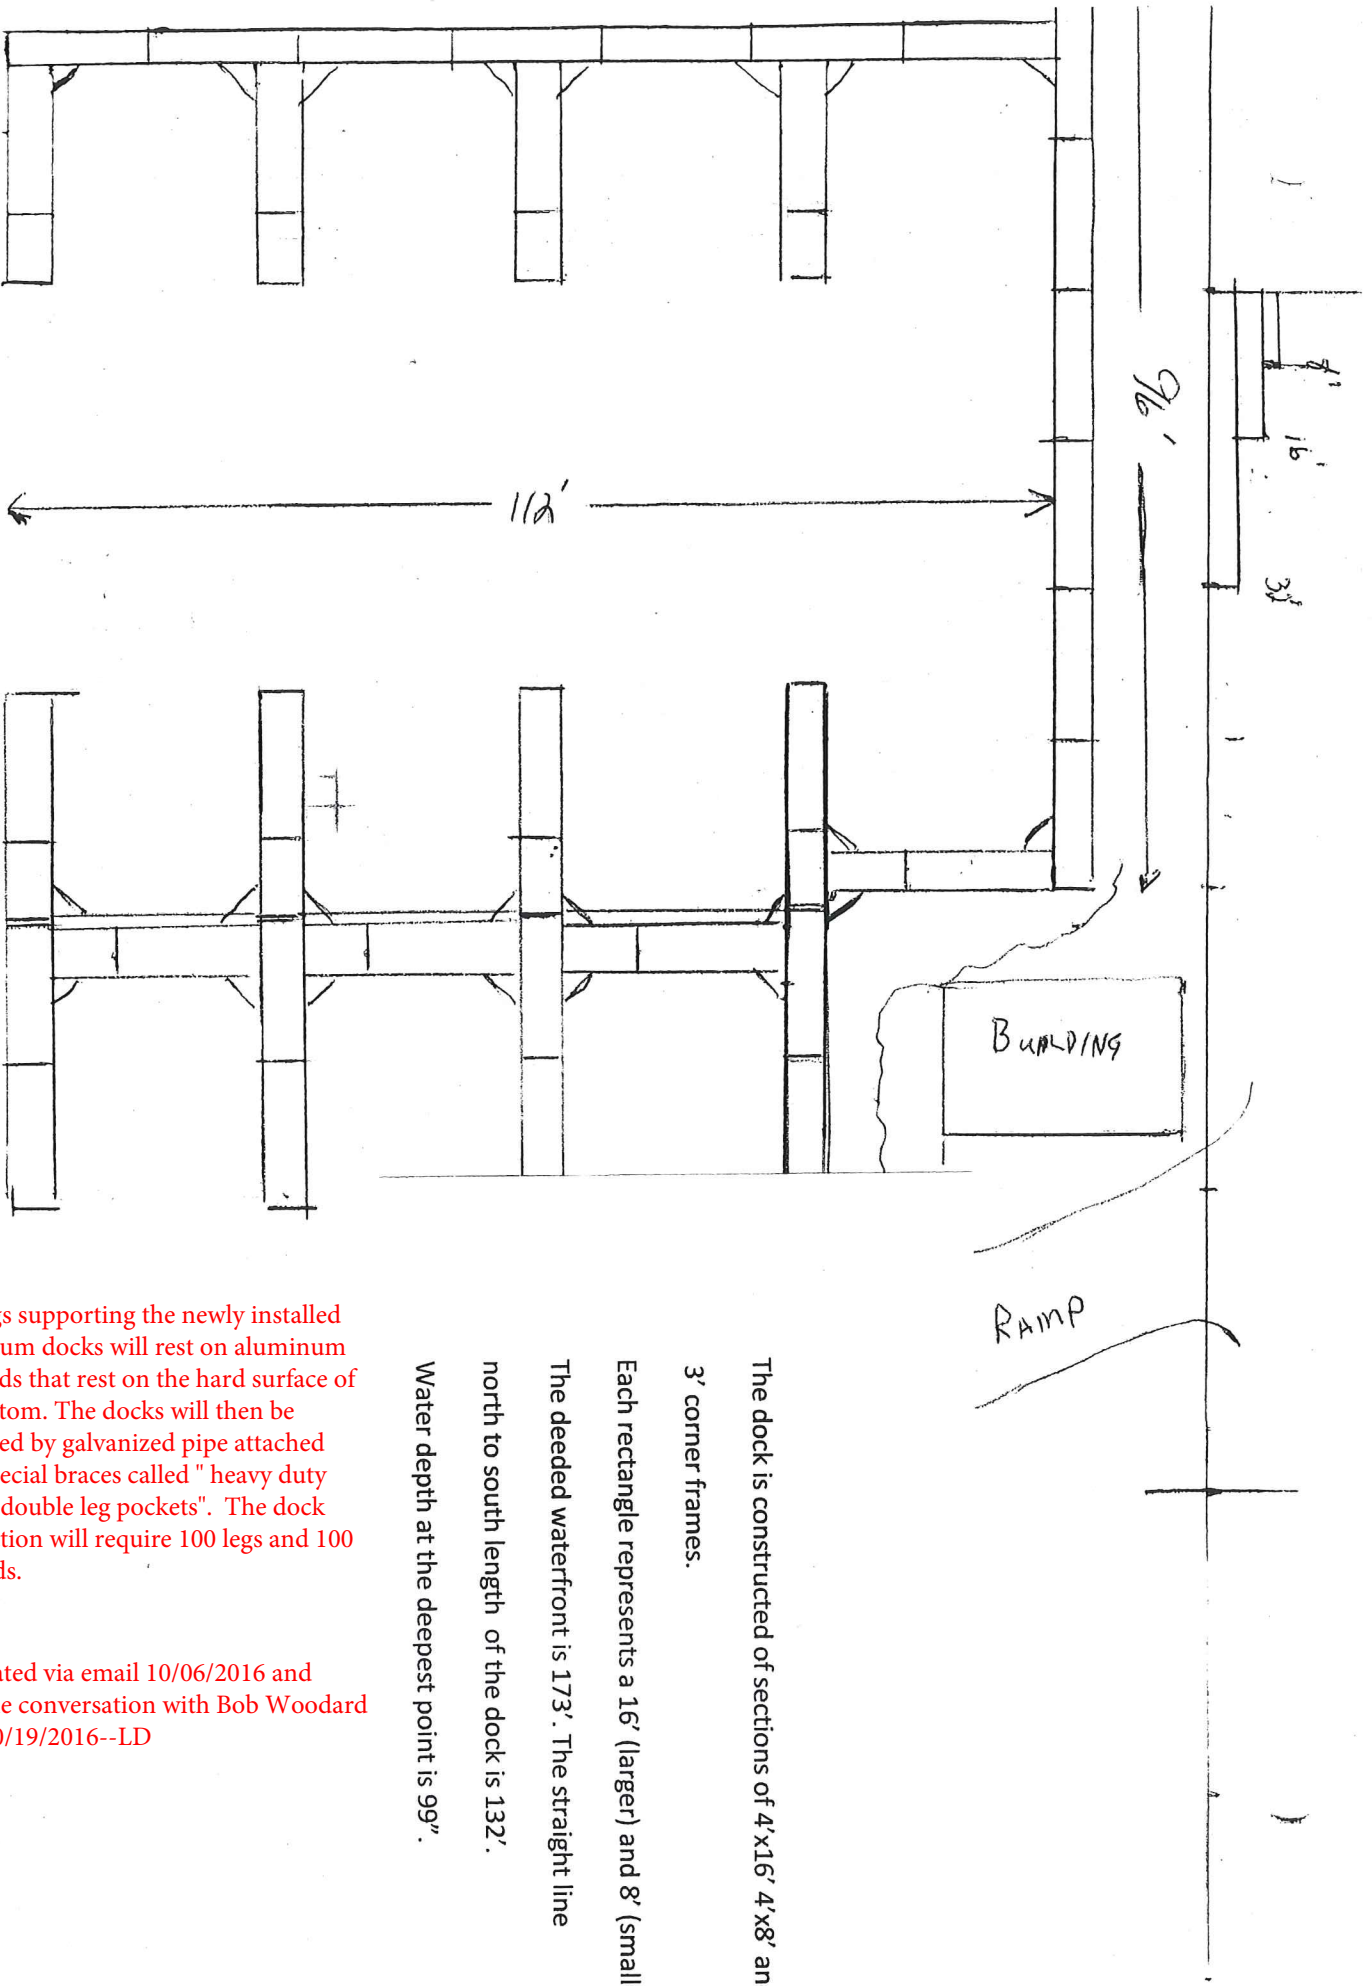 8'
16'
32'
96'
112'
BUILDING
RAMP
The dock is constructed of sections of 4'x16' 4'x8' an
3' corner frames.
Each rectangle represents a 16' (larger) and 8' (small
The deeded waterfront is 173'. The straight line
north to south length of the dock is 132'.
Water depth at the deepest point is 99".
gs supporting the newly installed
um docks will rest on aluminum
ds that rest on the hard surface of
tom. The docks will then be
ed by galvanized pipe attached
ecial braces called " heavy duty
double leg pockets". The dock
tion will require 100 legs and 100
ds.
ated via email 10/06/2016 and
e conversation with Bob Woodard
0/19/2016--LD